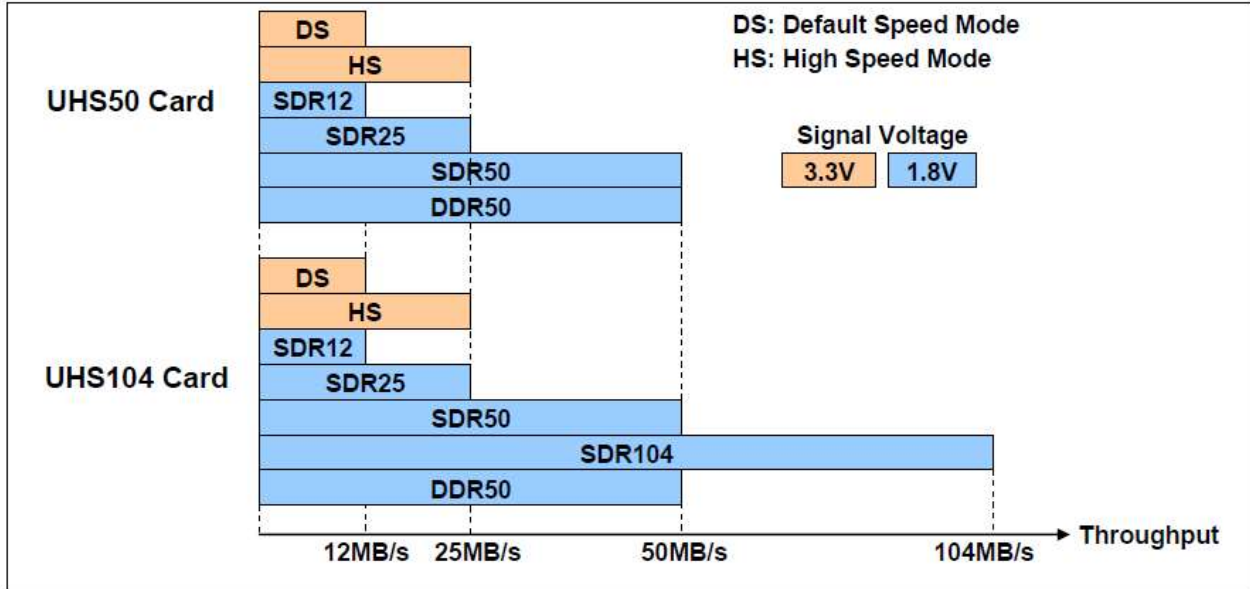 DS: Default Speed Mode
HS: High Speed Mode
Signal Voltage
3.3V
1.8V
UHS50 Card
DS
HS
SDR12
SDR25
SDR50
DDR50
UHS104 Card
DS
HS
SDR12
SDR25
SDR50
SDR104
DDR50
12MB/s
25MB/s
50MB/s
104MB/s
Throughput